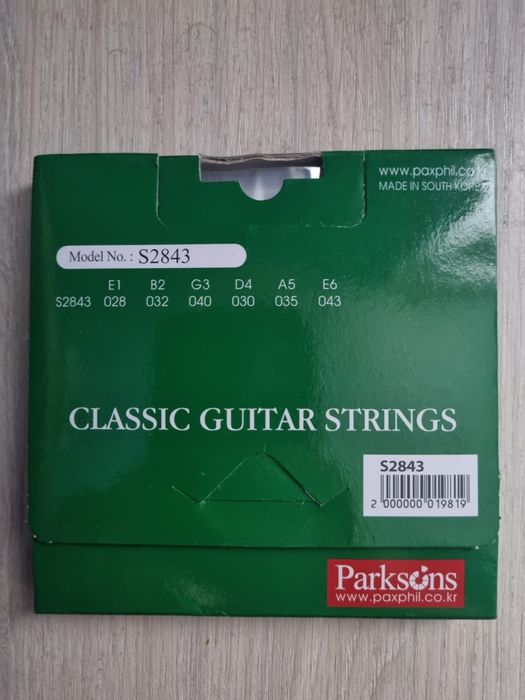 www.paxphil.co.kr
MADE IN SOUTH KOREA
Model No. : S2843
E1 B2 G3 D4 A5 E6
S2843 028 032 040 030 035 043
CLASSIC GUITAR STRINGS
S2843
2 000000 019819
Parksons
www.paxphil.co.kr